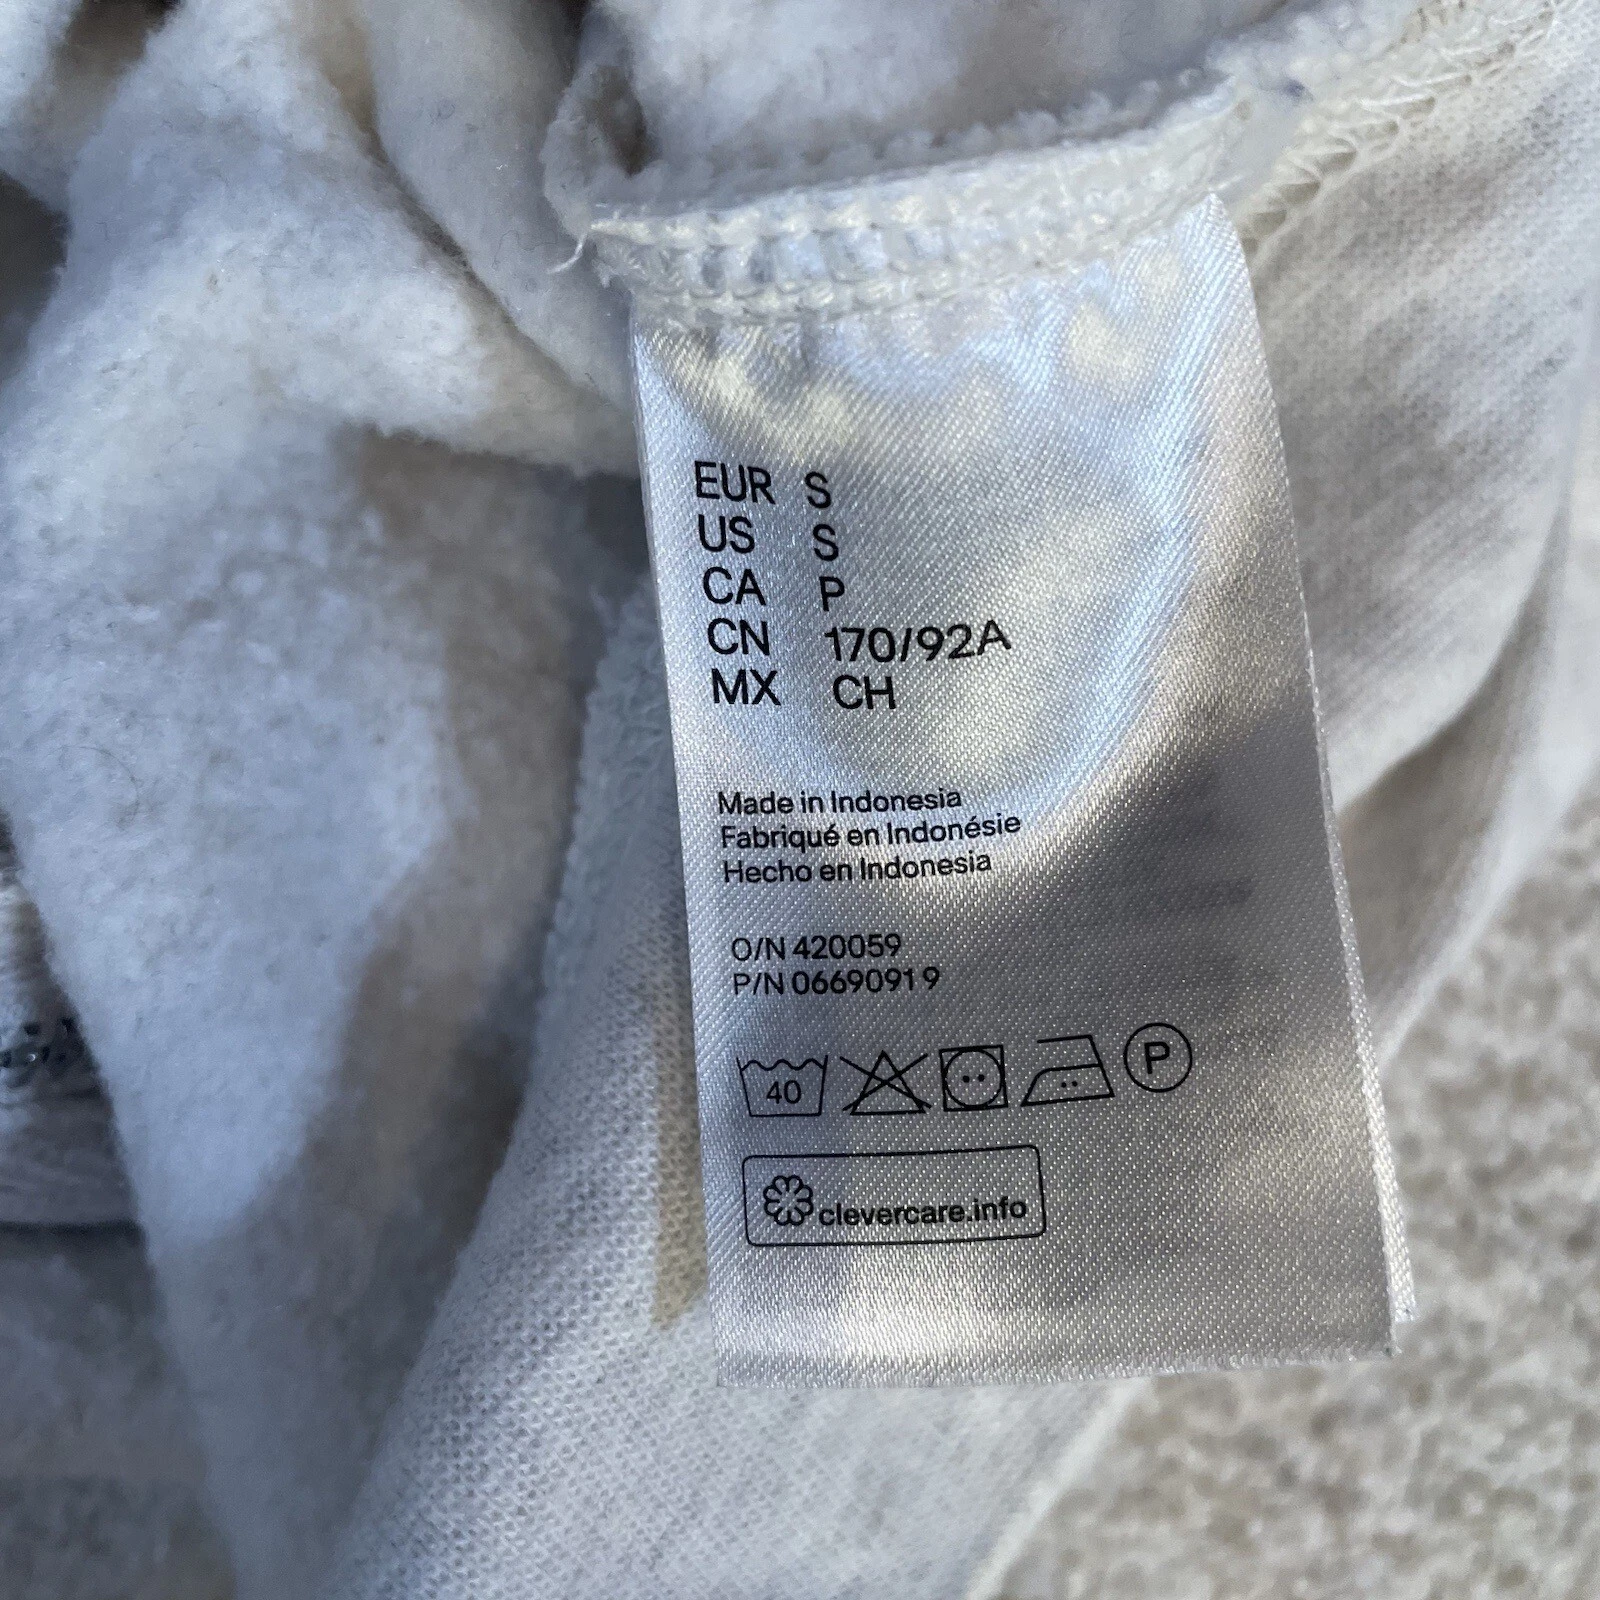 EUR S
US S
CA P
CN 170/92A
MX CH
Made in Indonesia
Fabriqué en Indonésie
Hecho en Indonesia
O/N 420059
P/N 06690919
40 P
clevercare.info